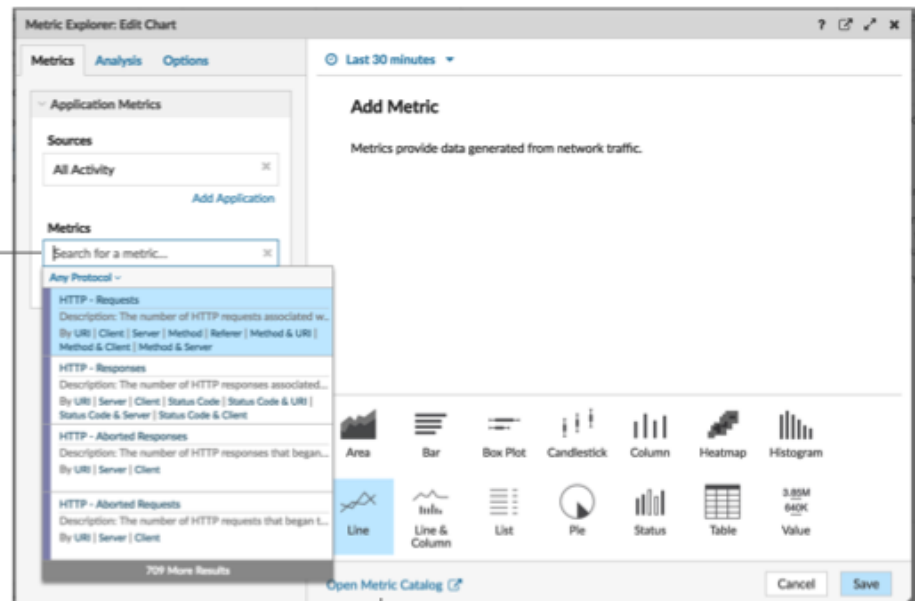 Metric Explorer: Edit Chart
?
Metrics Analysis Options
Last 30 minutes
Application Metrics
Sources
All Activity
Add Application
Metrics
Search for a metric...
Any Protocol
HTTP - Requests
Description: The number of HTTP requests associated w..
By URI | Client | Server | Method | Referer | Method & URI |
Method & Client | Method & Server
HTTP - Responses
Description: The number of HTTP responses associated...
By URI | Server | Client | Status Code | Status Code & URI |
Status Code & Server | Status Code & Client
HTTP - Aborted Responses
Description: The number of HTTP responses that began...
By URI | Server | Client
HTTP - Aborted Requests
Description: The number of HTTP requests that began t...
By URI | Server | Client
709 More Results
Add Metric
Metrics provide data generated from network traffic.
Area Bar Box Plot Candlestick Column Heatmap Histogram
3.85M
640K
Line Line & Column List Pie Status Table Value
Open Metric Catalog
Cancel Save